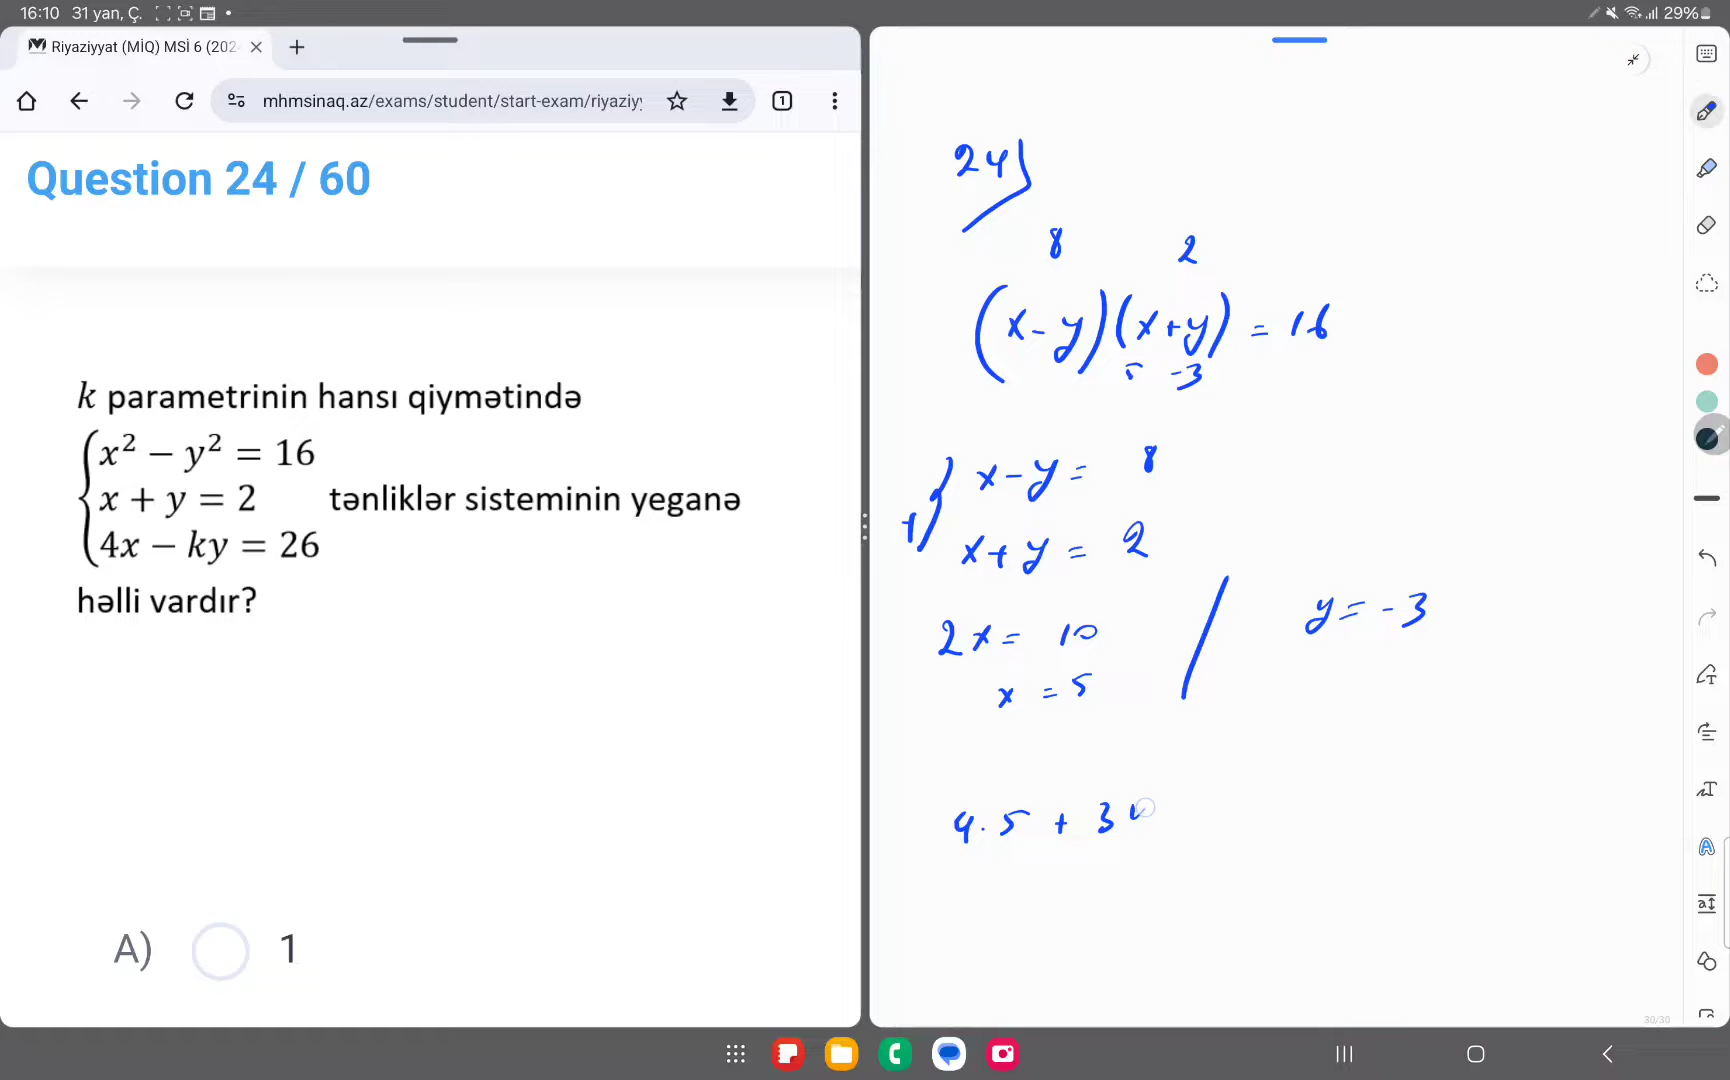 16:10 31 yan, Ç.
29%
Riyaziyyat (MİQ) MSİ 6 (202
mhmsinaq.az/exams/student/start-exam/riyaziy
1
Question 24 / 60
k parametrinin hansı qiymətində
x² − y² = 16
x + y = 2 tənliklər sisteminin yeganə
4x − ky = 26
həlli vardır?
A) 1
24
8 2
(x-y)(x+y) = 16
5 -3
x-y = 8
+
x+y = 2
2x = 10
y = -3
x = 5
4.5 + 3
30/30